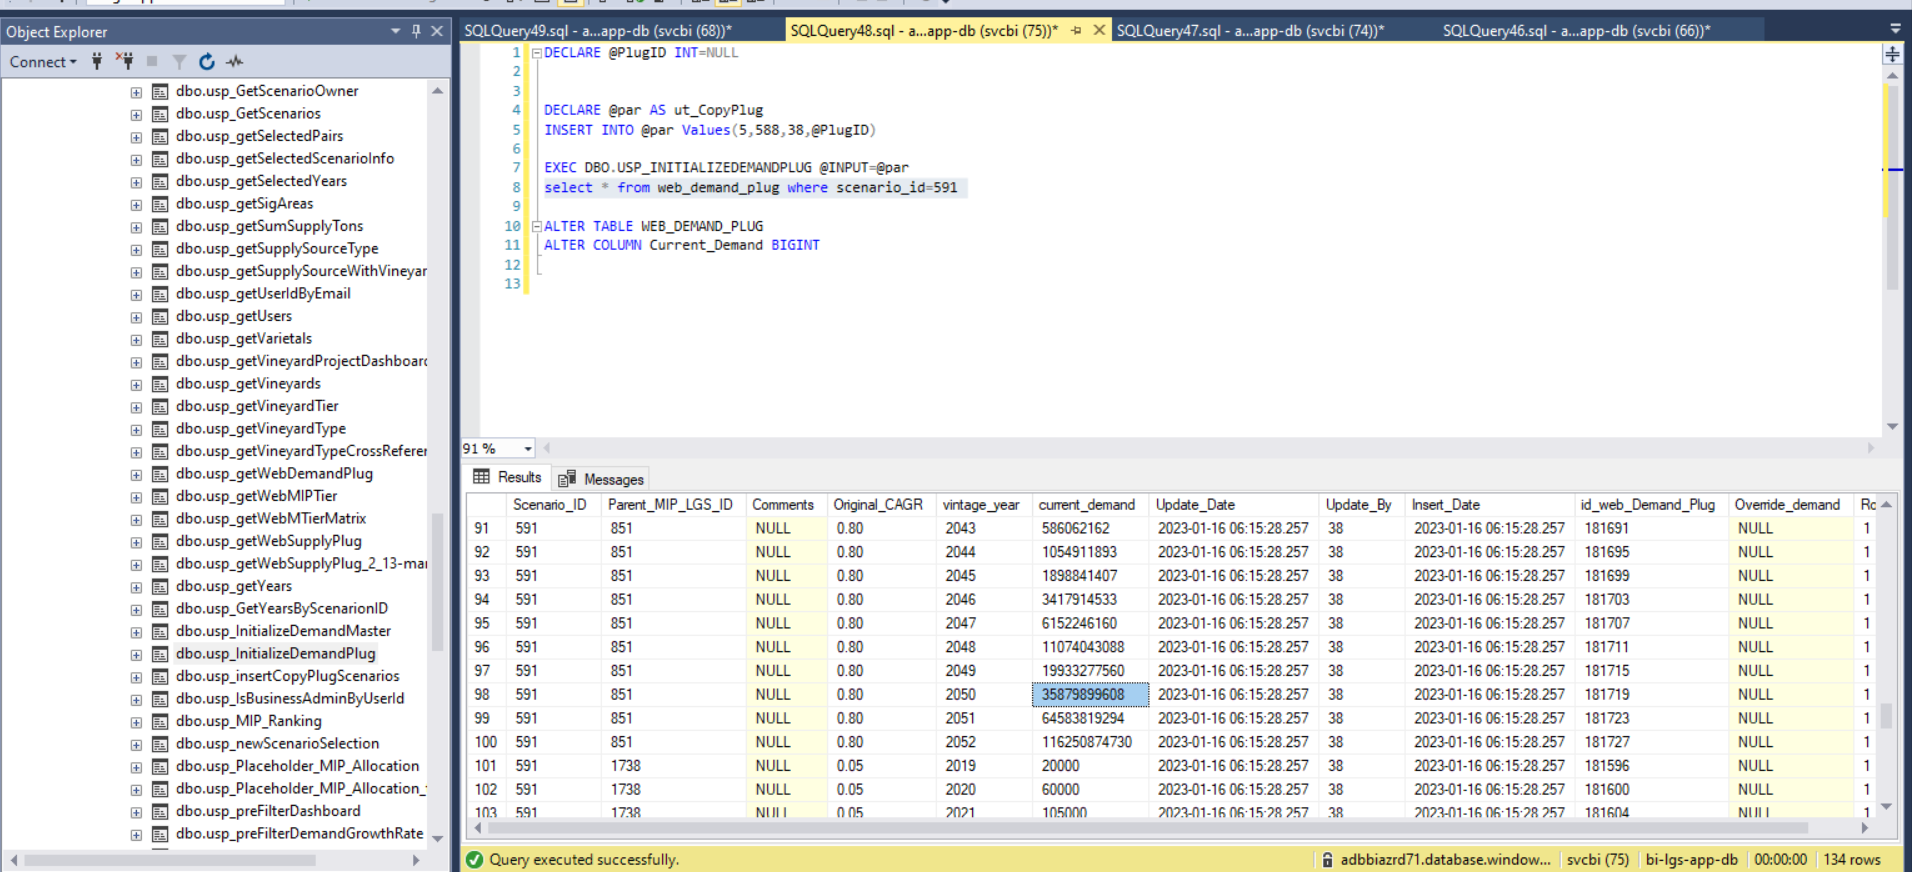 Object Explorer
Connect
dbo.usp_GetScenarioOwner
dbo.usp_GetScenarios
dbo.usp_getSelectedPairs
dbo.usp_getSelectedScenarioInfo
dbo.usp_getSelectedYears
dbo.usp_getSigAreas
dbo.usp_getSumSupplyTons
dbo.usp_getSupplySourceType
dbo.usp_getSupplySourceWithVineyar
dbo.usp_getUserIdByEmail
dbo.usp_getUsers
dbo.usp_getVarietals
dbo.usp_getVineyardProjectDashboard
dbo.usp_getVineyards
dbo.usp_getVineyardTier
dbo.usp_getVineyardType
dbo.usp_getVineyardTypeCrossReferen
dbo.usp_getWebDemandPlug
dbo.usp_getWebMIPTier
dbo.usp_getWebMTierMatrix
dbo.usp_getWebSupplyPlug
dbo.usp_getWebSupplyPlug_2_13-mar
dbo.usp_getYears
dbo.usp_GetYearsByScenarionID
dbo.usp_InitializeDemandMaster
dbo.usp_InitializeDemandPlug
dbo.usp_insertCopyPlugScenarios
dbo.usp_IsBusinessAdminByUserId
dbo.usp_MIP_Ranking
dbo.usp_newScenarioSelection
dbo.usp_Placeholder_MIP_Allocation
dbo.usp_Placeholder_MIP_Allocation_
dbo.usp_preFilterDashboard
dbo.usp_preFilterDemandGrowthRate
SQLQuery49.sql - a...app-db (svcbi (68))* SQLQuery48.sql - a...app-db (svcbi (75))* SQLQuery47.sql - a...app-db (svcbi (74))* SQLQuery46.sql - a...app-db (svcbi (66))*
1 DECLARE @PlugID INT=NULL
2
3
4 DECLARE @par AS ut_CopyPlug
5 INSERT INTO @par Values(5,588,38,@PlugID)
6
7 EXEC DBO.USP_INITIALIZEDEMANDPLUG @INPUT=@par
8 select * from web_demand_plug where scenario_id=591
9
10 ALTER TABLE WEB_DEMAND_PLUG
11 ALTER COLUMN Current_Demand BIGINT
12
13
91 %
Results Messages
Scenario_ID Parent_MIP_LGS_ID Comments Original_CAGR vintage_year current_demand Update_Date Update_By Insert_Date id_web_Demand_Plug Override_demand Rc
91 591 851 NULL 0.80 2043 586062162 2023-01-16 06:15:28.257 38 2023-01-16 06:15:28.257 181691 NULL 1
92 591 851 NULL 0.80 2044 1054911893 2023-01-16 06:15:28.257 38 2023-01-16 06:15:28.257 181695 NULL 1
93 591 851 NULL 0.80 2045 1898841407 2023-01-16 06:15:28.257 38 2023-01-16 06:15:28.257 181699 NULL 1
94 591 851 NULL 0.80 2046 3417914533 2023-01-16 06:15:28.257 38 2023-01-16 06:15:28.257 181703 NULL 1
95 591 851 NULL 0.80 2047 6152246160 2023-01-16 06:15:28.257 38 2023-01-16 06:15:28.257 181707 NULL 1
96 591 851 NULL 0.80 2048 11074043088 2023-01-16 06:15:28.257 38 2023-01-16 06:15:28.257 181711 NULL 1
97 591 851 NULL 0.80 2049 19933277560 2023-01-16 06:15:28.257 38 2023-01-16 06:15:28.257 181715 NULL 1
98 591 851 NULL 0.80 2050 35879899608 2023-01-16 06:15:28.257 38 2023-01-16 06:15:28.257 181719 NULL 1
99 591 851 NULL 0.80 2051 64583819294 2023-01-16 06:15:28.257 38 2023-01-16 06:15:28.257 181723 NULL 1
100 591 851 NULL 0.80 2052 116250874730 2023-01-16 06:15:28.257 38 2023-01-16 06:15:28.257 181727 NULL 1
101 591 1738 NULL 0.05 2019 20000 2023-01-16 06:15:28.257 38 2023-01-16 06:15:28.257 181596 NULL 1
102 591 1738 NULL 0.05 2020 60000 2023-01-16 06:15:28.257 38 2023-01-16 06:15:28.257 181600 NULL 1
103 591 1738 NULL 0.05 2021 105000 2023-01-16 06:15:28.257 38 2023-01-16 06:15:28.257 181604 NULL 1
Query executed successfully. adbbiazrd71.database.window... svcbi (75) bi-lgs-app-db 00:00:00 134 rows